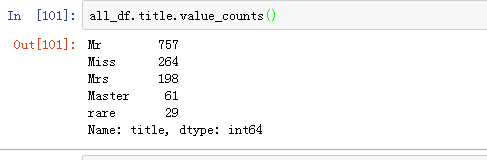 In [101]: all_df.title.value_counts()
Out[101]: Mr 757
Miss 264
Mrs 198
Master 61
rare 29
Name: title, dtype: int64